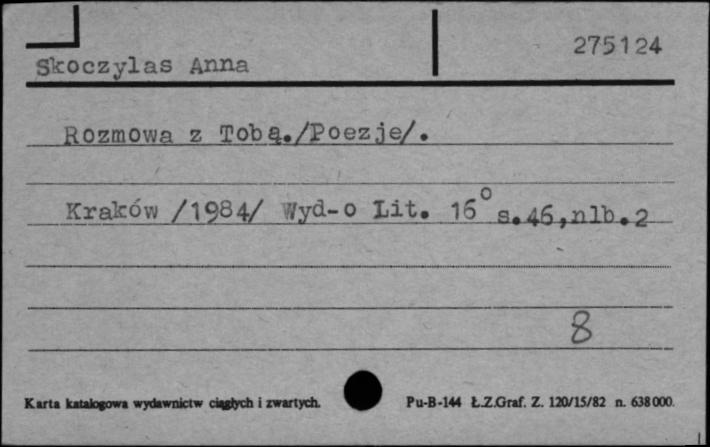 275124
Skoczylas Anna
Rozmowa z Tobą./Poezje/.
Kraków /1984/ Wyd-o Lit. 16° s.46,nlb.2
8
Karta katalogowa wydawnictw ciągłych i zwartych.
Pu-B-144 Ł.Z.Graf. Z. 120/15/82 n. 638000.